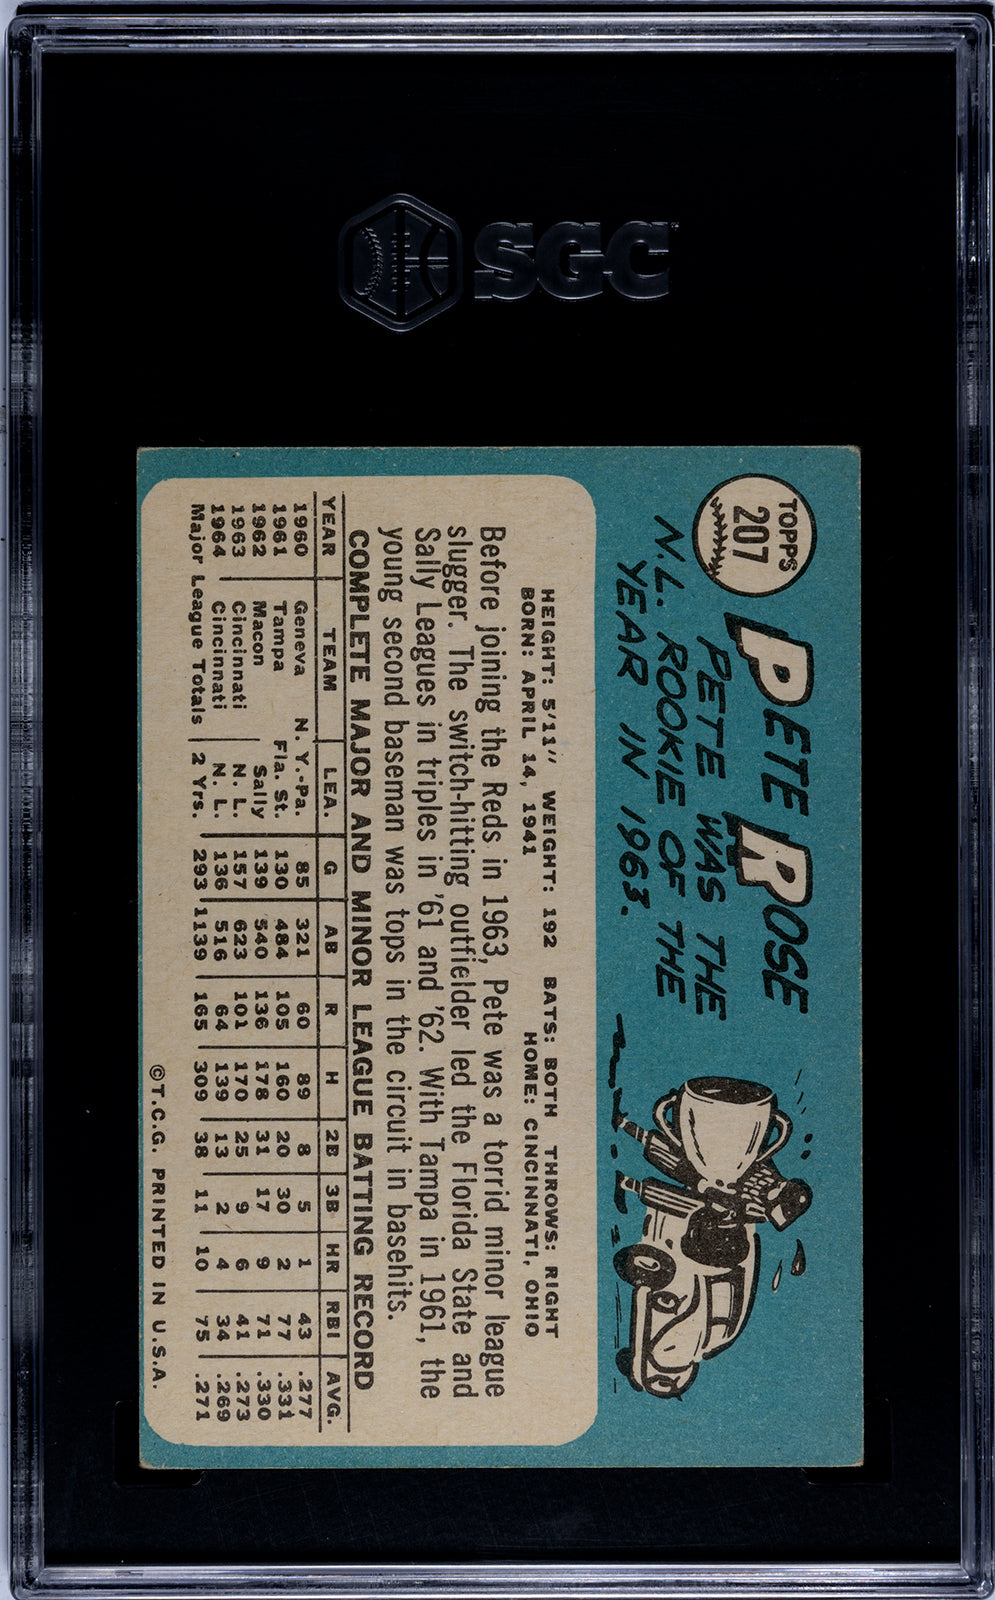 SGC
TOPPS
207
PETE ROSE
PETE WAS THE
N.L. ROOKIE OF THE
YEAR IN 1963.
HEIGHT: 5'11" WEIGHT: 192 BATS: BOTH THROWS: RIGHT
BORN: APRIL 14, 1941 HOME: CINCINNATI, OHIO
Before joining the Reds in 1963, Pete was a torrid minor league
slugger. The switch-hitting outfielder led the Florida State and
Sally Leagues in triples in '61 and '62. With Tampa in 1961, the
young second baseman was tops in the circuit in basehits.
COMPLETE MAJOR AND MINOR LEAGUE BATTING RECORD
YEAR TEAM LEA. G AB R H 2B 3B HR RBI AVG.
1960 Geneva N. Y.-Pa. 85 321 60 89 8 5 1 43 .277
1961 Tampa Fla. St. 130 484 105 160 20 30 2 77 .331
1962 Macon Sally 139 540 136 178 31 17 9 71 .330
1963 Cincinnati N. L. 157 623 101 170 25 9 6 41 .273
1964 Cincinnati N. L. 136 516 64 139 13 2 4 34 .269
Major League Totals 2 Yrs. 293 1139 165 309 38 11 10 75 .271
©T.C.G. PRINTED IN U.S.A.